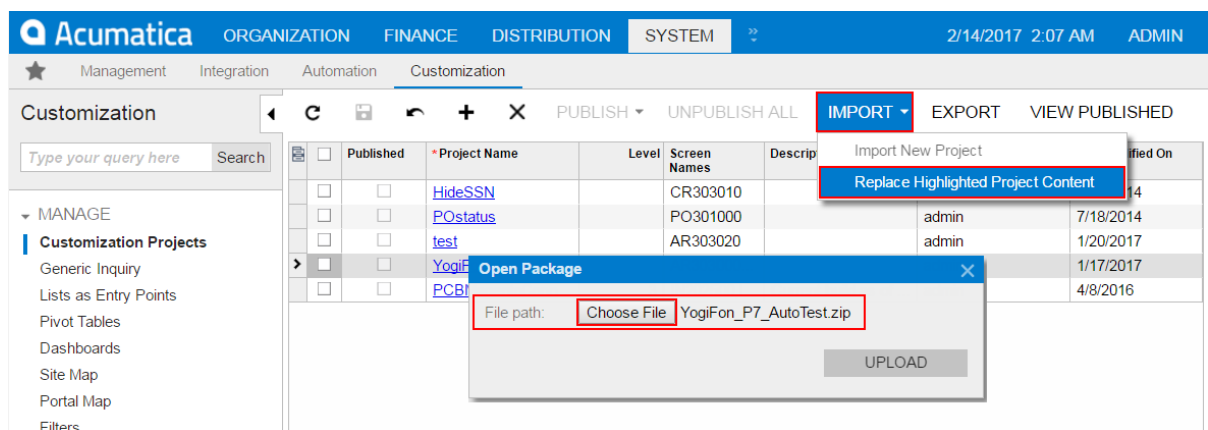 Acumatica ORGANIZATION FINANCE DISTRIBUTION SYSTEM 2/14/2017 2:07 AM ADMIN
Management Integration Automation Customization
Customization PUBLISH UNPUBLISH ALL IMPORT EXPORT VIEW PUBLISHED
Import New Project
Replace Highlighted Project Content
Type your query here Search
Published *Project Name Level Screen Names
HideSSN CR303010
POstatus PO301000 admin 7/18/2014
test AR303020 admin 1/20/2017
1/17/2017
4/8/2016
Open Package
File path: Choose File YogiFon_P7_AutoTest.zip
UPLOAD
MANAGE
Customization Projects
Generic Inquiry
Lists as Entry Points
Pivot Tables
Dashboards
Site Map
Portal Map
Filters